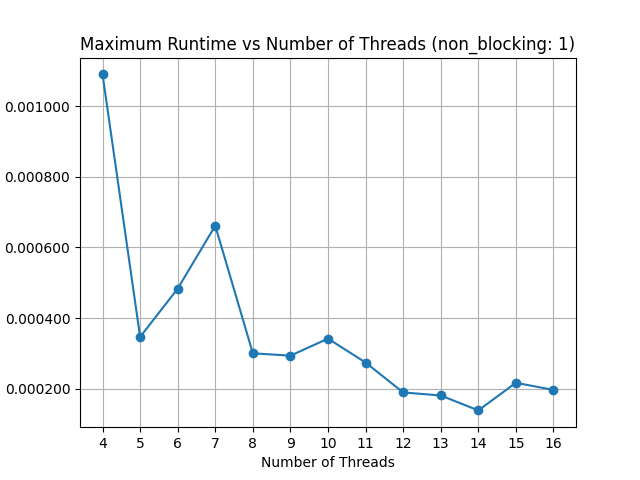 Maximum Runtime vs Number of Threads (non_blocking: 1)
0.001000
0.000800
0.000600
0.000400
0.000200
4 5 6 7 8 9 10 11 12 13 14 15 16
Number of Threads